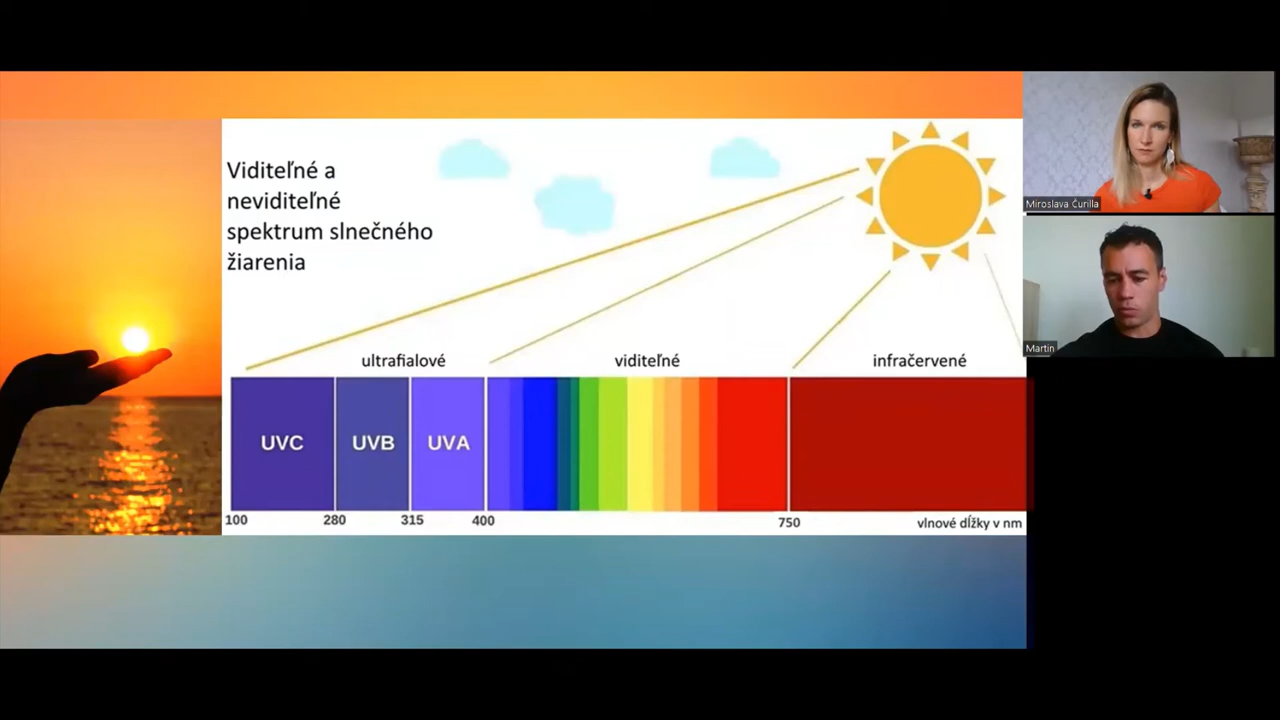 Viditeľné a
neviditeľné
spektrum slnečného
žiarenia
ultrafialové
viditeľné
infračervené
UVC
UVB
UVA
100
280
315
400
750
vlnové dĺžky v nm
Miroslava Čurilla
Martin